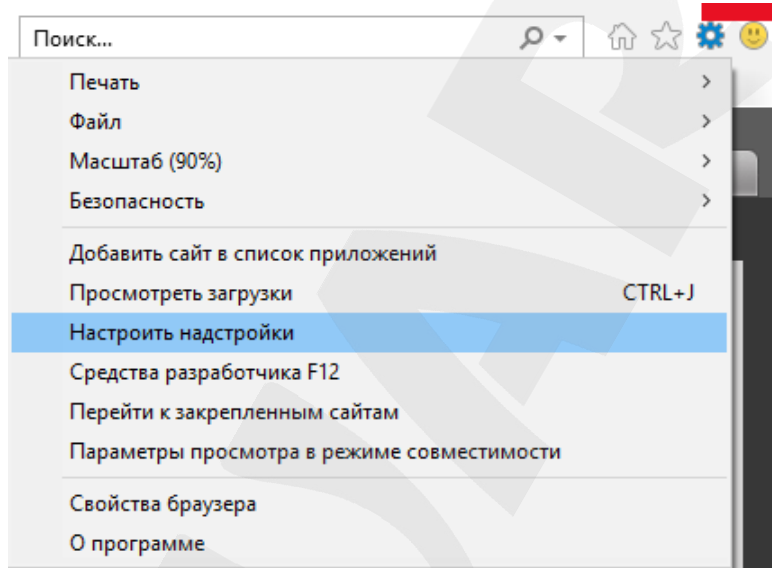 Поиск...
Печать
Файл
Масштаб (90%)
Безопасность
Добавить сайт в список приложений
Просмотреть загрузки CTRL+J
Настроить надстройки
Средства разработчика F12
Перейти к закрепленным сайтам
Параметры просмотра в режиме совместимости
Свойства браузера
О программе